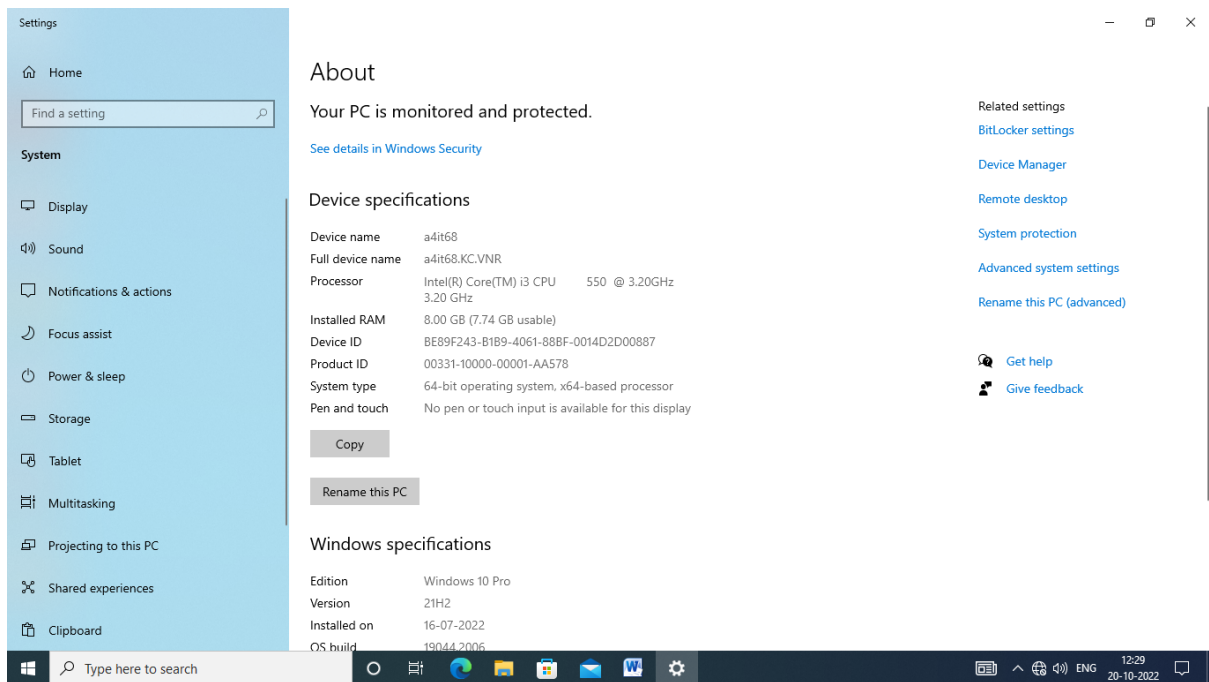 Settings
Home
Find a setting
System
Display
Sound
Notifications & actions
Focus assist
Power & sleep
Storage
Tablet
Multitasking
Projecting to this PC
Shared experiences
Clipboard
About
Your PC is monitored and protected.
See details in Windows Security
Device specifications
Device name a4it68
Full device name a4it68.KC.VNR
Processor Intel(R) Core(TM) i3 CPU 550 @ 3.20GHz
3.20 GHz
Installed RAM 8.00 GB (7.74 GB usable)
Device ID BE89F243-B1B9-4061-88BF-0014D2D00887
Product ID 00331-10000-00001-AA578
System type 64-bit operating system, x64-based processor
Pen and touch No pen or touch input is available for this display
Copy
Rename this PC
Windows specifications
Edition Windows 10 Pro
Version 21H2
Installed on 16-07-2022
OS build 19044.2006
Related settings
BitLocker settings
Device Manager
Remote desktop
System protection
Advanced system settings
Rename this PC (advanced)
Get help
Give feedback
Type here to search
W
ENG
12:29
20-10-2022